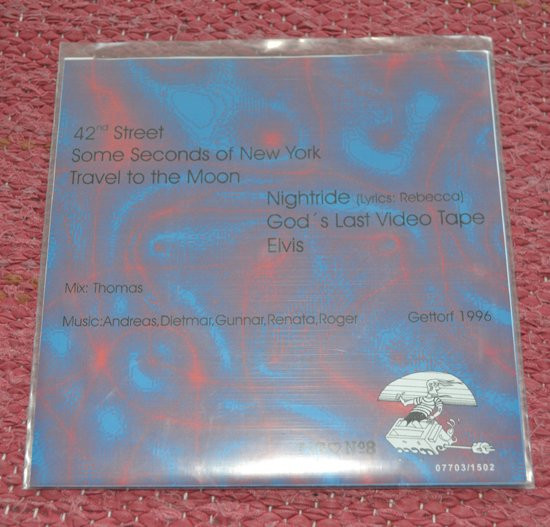 42nd Street
Some Seconds of New York
Travel to the Moon
Nightride (Lyrics: Rebecca)
God´s Last Video Tape
Elvis
Mix: Thomas
Music:Andreas,Dietmar,Gunnar,Renata,Roger
Gettorf 1996
Nº8
07703/1502